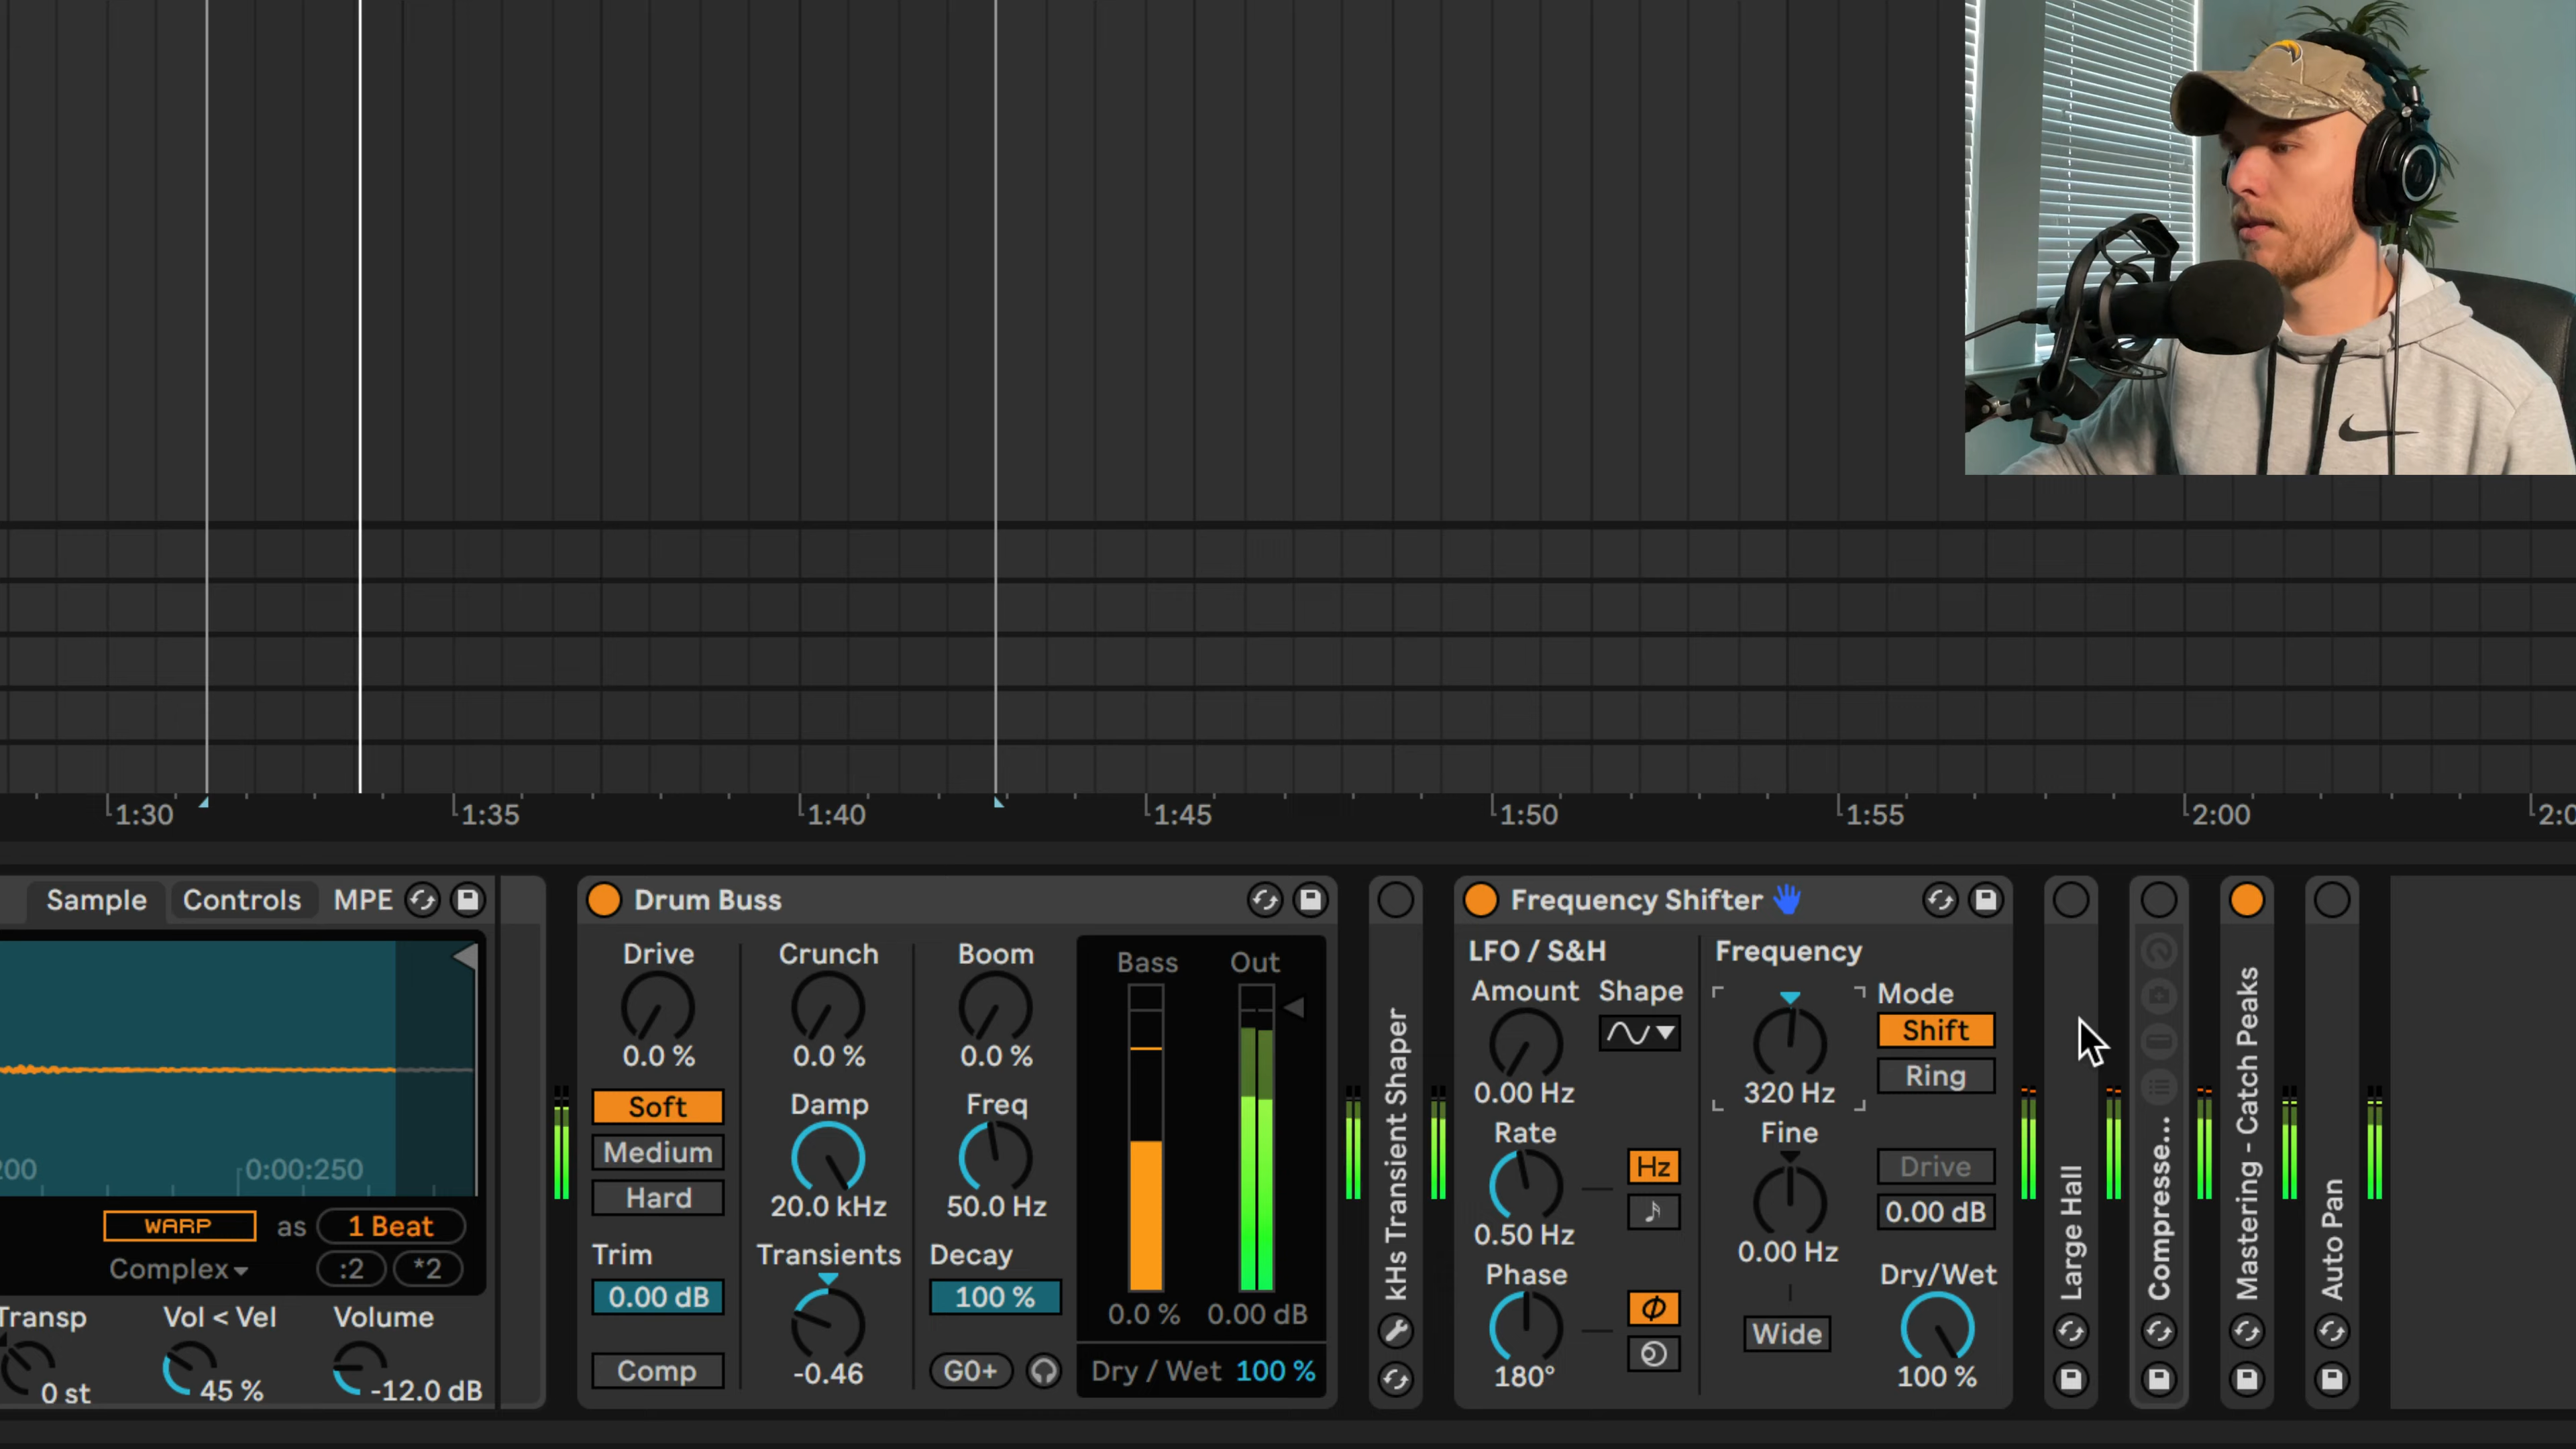 1:30 1:35 1:40 1:45 1:50 1:55 2:00
Sample Controls MPE
0:00:250
WARP as 1 Beat
Complex :2 *2
Transp Vol < Vel Volume
0 st 45 % -12.0 dB
Drum Buss
Drive Crunch Boom
0.0 % 0.0 % 0.0 %
Soft
Medium
Hard
Damp Freq
20.0 kHz 50.0 Hz
Trim Transients Decay
0.00 dB 100 %
Comp -0.46 G0+
Bass Out
0.0 % 0.00 dB
Dry / Wet 100 %
kHs Transient Shaper
Frequency Shifter
LFO / S&H Frequency
Amount Shape Mode
Shift
Ring
0.00 Hz 320 Hz
Rate Fine
Hz Drive
0.50 Hz 0.00 dB
0.00 Hz
Phase Dry/Wet
Wide
180° 100 %
Large Hall
Compresse...
Mastering - Catch Peaks
Auto Pan